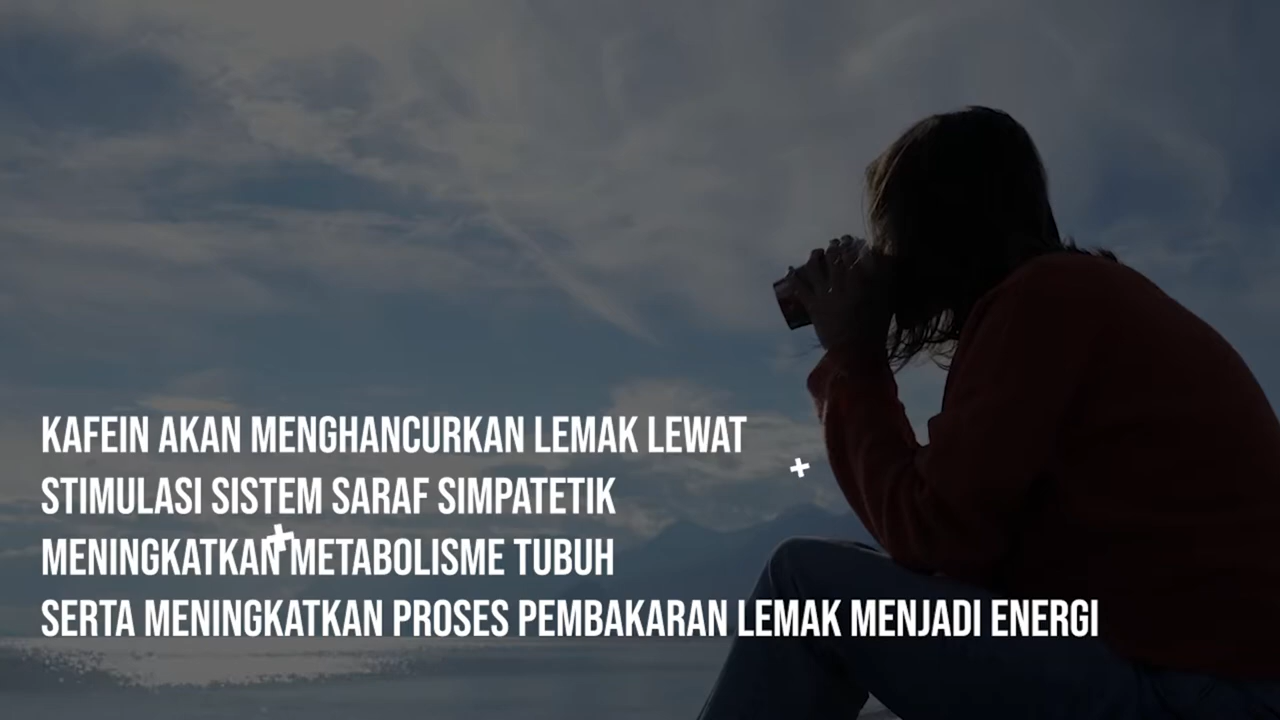 KAFEIN AKAN MENGHANCURKAN LEMAK LEWAT
STIMULASI SISTEM SARAF SIMPATETIK
MENINGKATKAN METABOLISME TUBUH
SERTA MENINGKATKAN PROSES PEMBAKARAN LEMAK MENJADI ENERGI